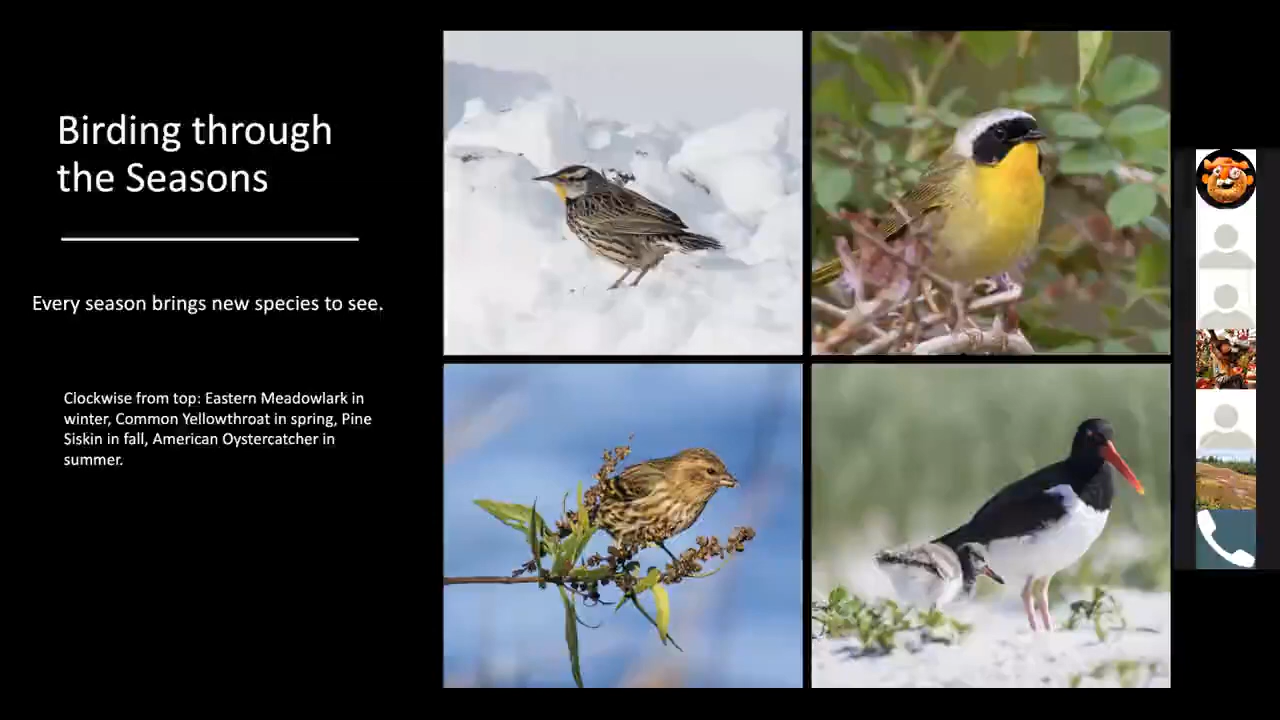 Birding through
the Seasons
Every season brings new species to see.
Clockwise from top: Eastern Meadowlark in
winter, Common Yellowthroat in spring, Pine
Siskin in fall, American Oystercatcher in
summer.